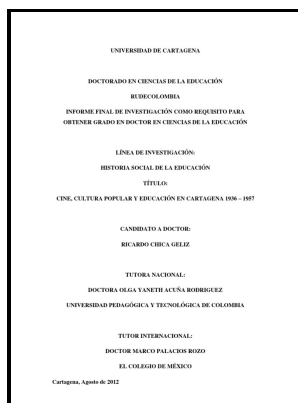 UNIVERSIDAD DE CARTAGENA
DOCTORADO EN CIENCIAS DE LA EDUCACIÓN
RUDECOLOMBIA
INFORME FINAL DE INVESTIGACIÓN COMO REQUISITO PARA
OBTENER GRADO EN DOCTOR EN CIENCIAS DE LA EDUCACIÓN
LÍNEA DE INVESTIGACIÓN:
HISTORIA SOCIAL DE LA EDUCACIÓN
TÍTULO:
CINE, CULTURA POPULAR Y EDUCACIÓN EN CARTAGENA 1936 – 1957
CANDIDATO A DOCTOR:
RICARDO CHICA GELIZ
TUTORA NACIONAL:
DOCTORA OLGA YANETH ACUÑA RODRIGUEZ
UNIVERSIDAD PEDAGÓGICA Y TECNOLÓGICA DE COLOMBIA
TUTOR INTERNACIONAL:
DOCTOR MARCO PALACIOS ROZO
EL COLEGIO DE MÉXICO
Cartagena, Agosto de 2012